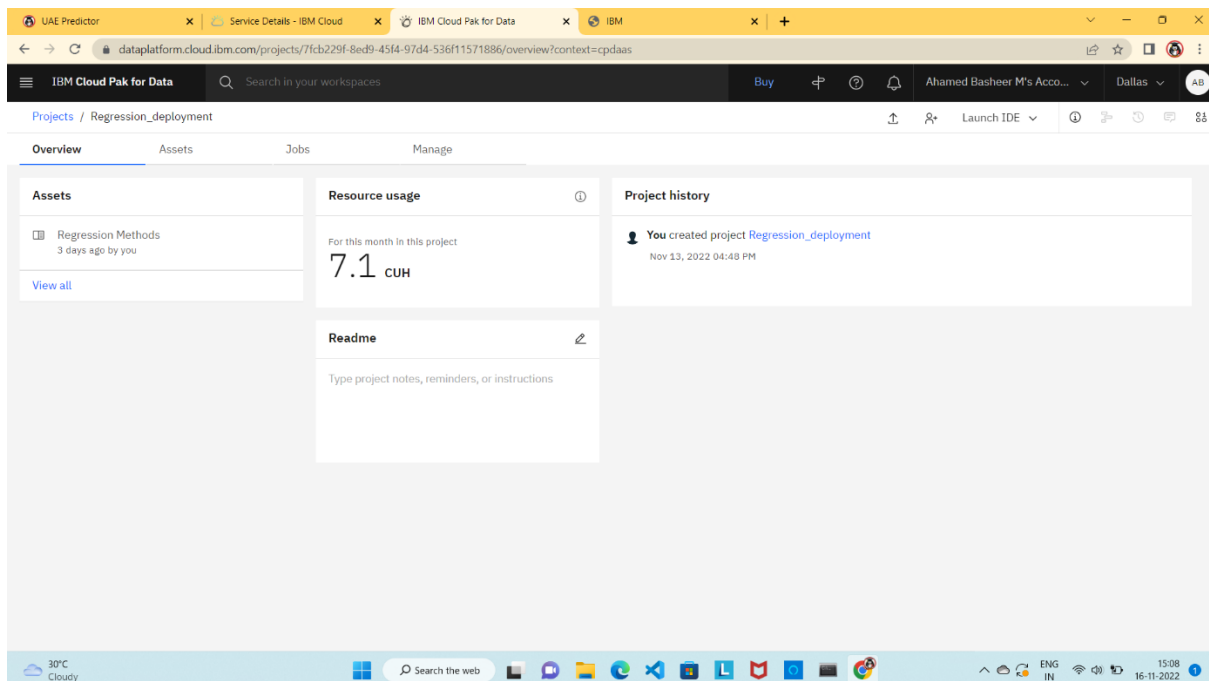 UAE Predictor
Service Details - IBM Cloud
IBM Cloud Pak for Data
IBM
dataplatform.cloud.ibm.com/projects/7fcb229f-8ed9-45f4-97d4-536f11571886/overview?context=cpdaas
IBM Cloud Pak for Data
Search in your workspaces
Buy
Ahamed Basheer M's Acco...
Dallas
AB
Projects / Regression_deployment
Launch IDE
Overview
Assets
Jobs
Manage
Assets
Regression Methods
3 days ago by you
View all
Resource usage
For this month in this project
7.1 CUH
Readme
Type project notes, reminders, or instructions
Project history
You created project Regression_deployment
Nov 13, 2022 04:48 PM
30°C
Cloudy
Search the web
ENG
IN
15:08
16-11-2022
1